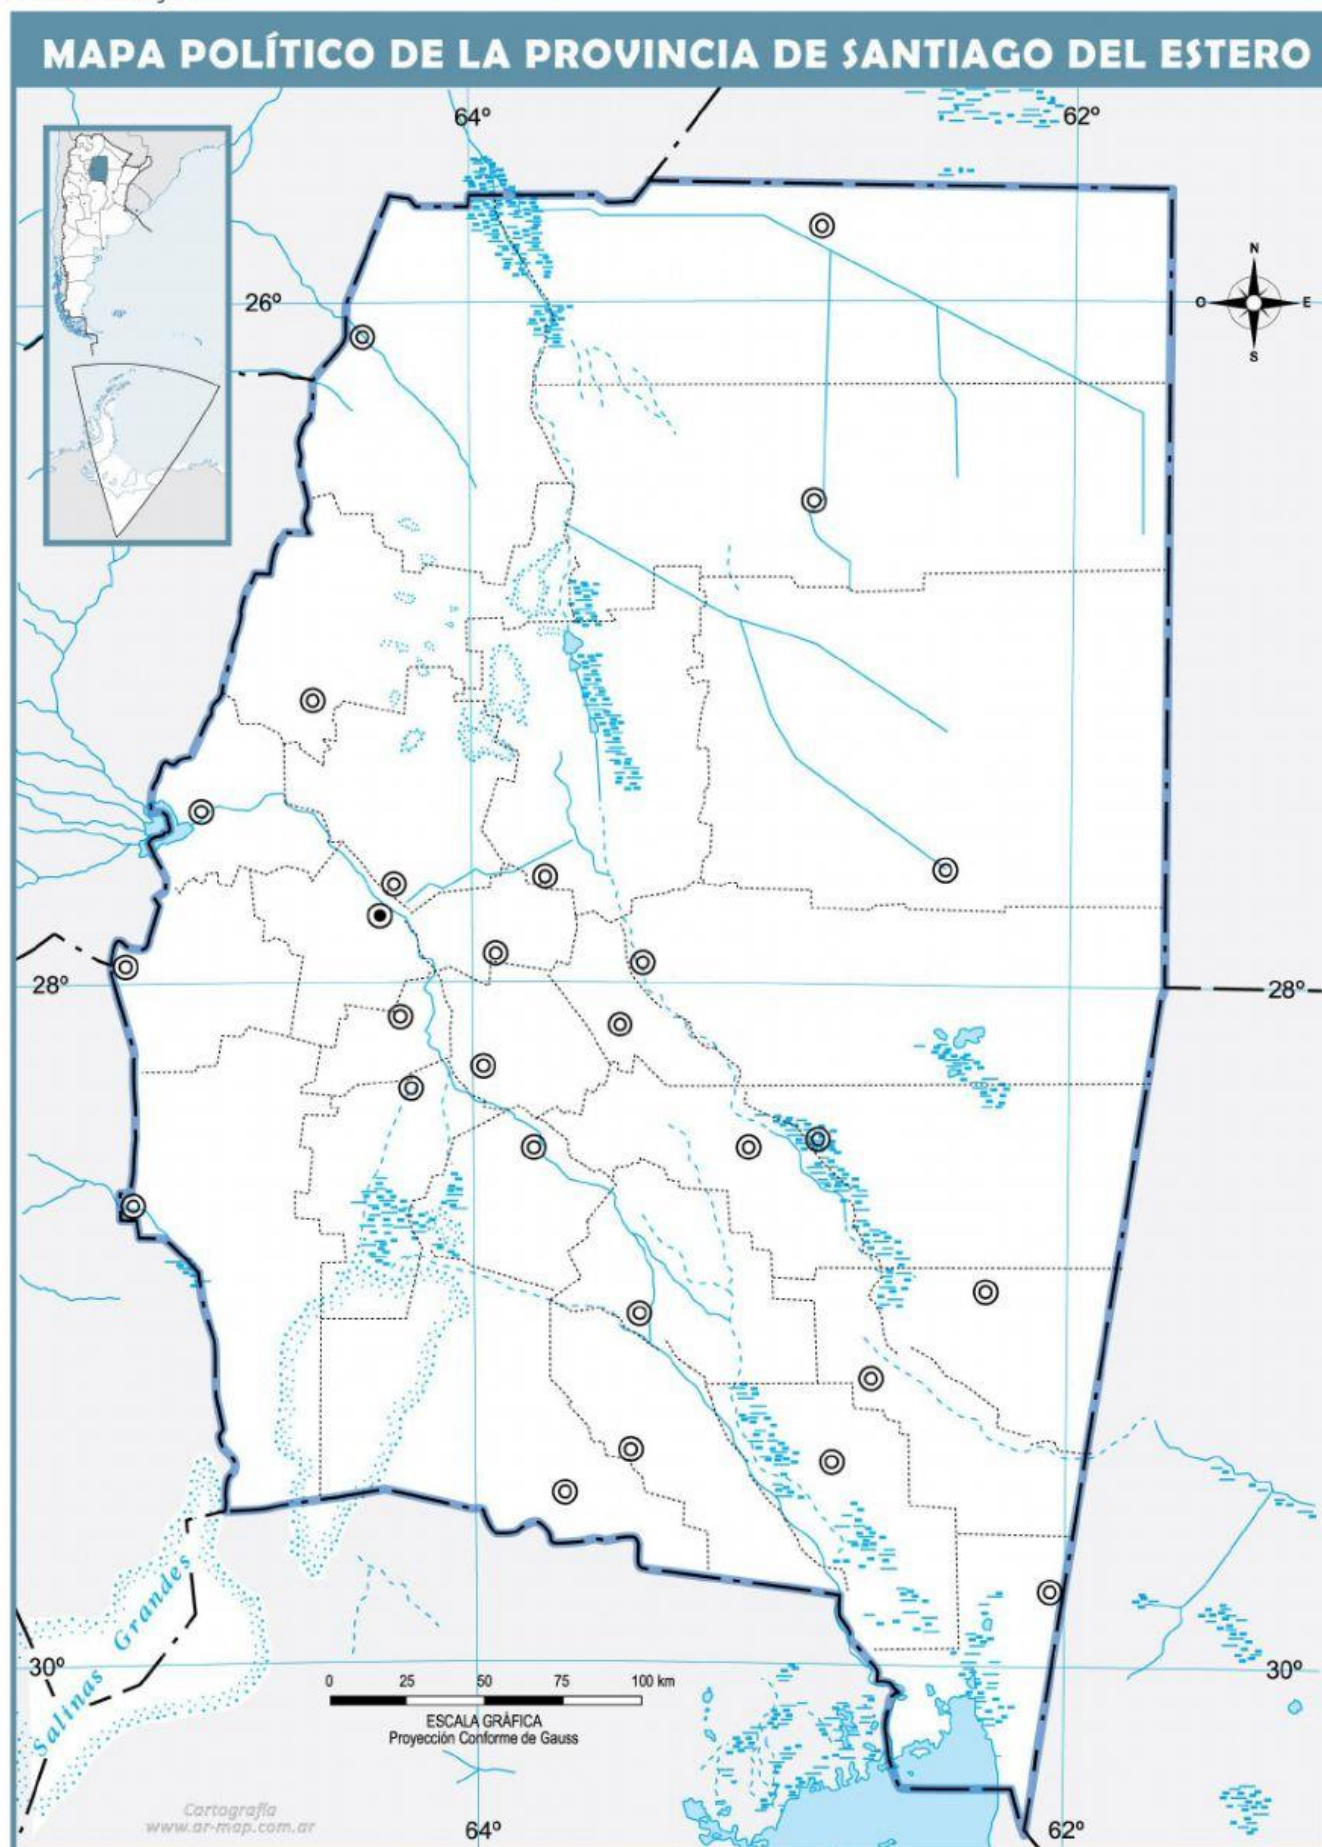 MAPA POLÍTICO DE LA PROVINCIA DE SANTIAGO DEL ESTERO
64° 62°
N
26°
O E
S
28° 28°
30° 30°
Salinas Grandes
0 25 50 75 100 km
ESCALA GRÁFICA
Proyección Conforme de Gauss
Cartografía
www.ar-map.com.ar
64° 62°